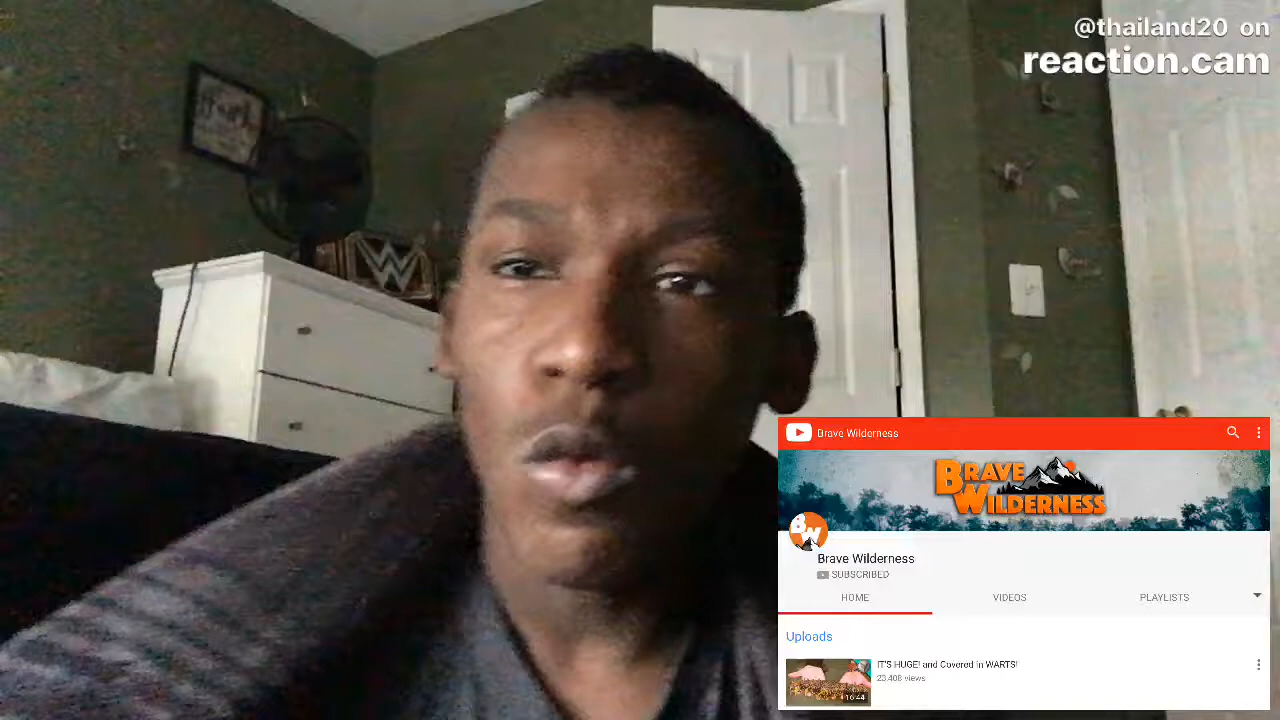 @thailand20 on
reaction.cam
W
Brave Wilderness
BRAVE
WILDERNESS
BW
Brave Wilderness
SUBSCRIBED
HOME
VIDEOS
PLAYLISTS
Uploads
IT'S HUGE! and Covered in WARTS!
23,408 views
16:44